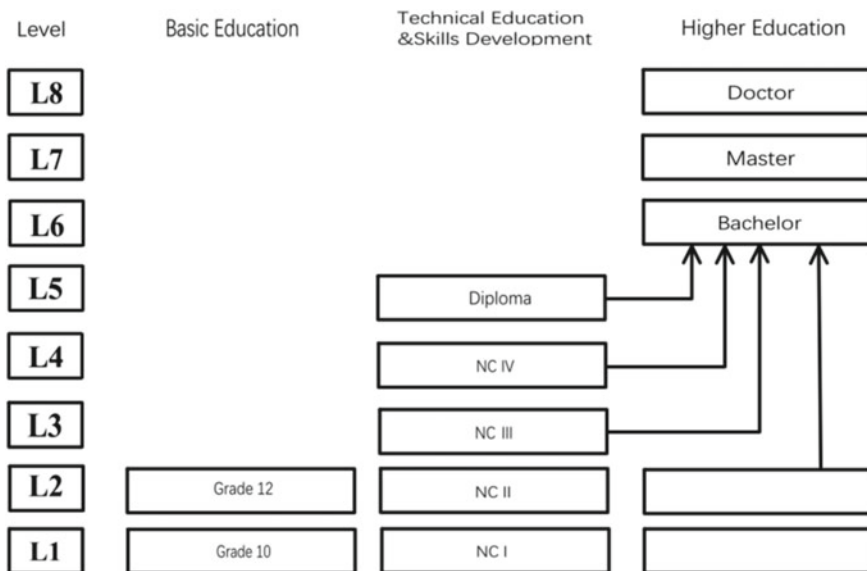 Level
Basic Education
Technical Education
&Skills Development
Higher Education
L8
Doctor
L7
Master
L6
Bachelor
L5
Diploma
L4
NC IV
L3
NC III
L2
Grade 12
NC II
L1
Grade 10
NC I